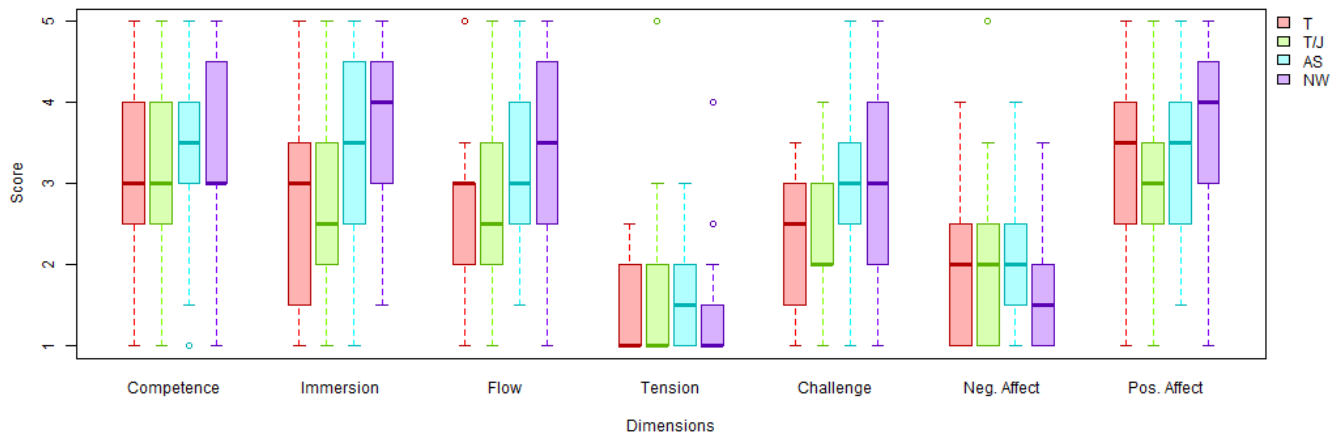 5
4
3
2
1
Score
Competence Immersion Flow Tension Challenge Neg. Affect Pos. Affect
Dimensions
T
T/J
AS
NW